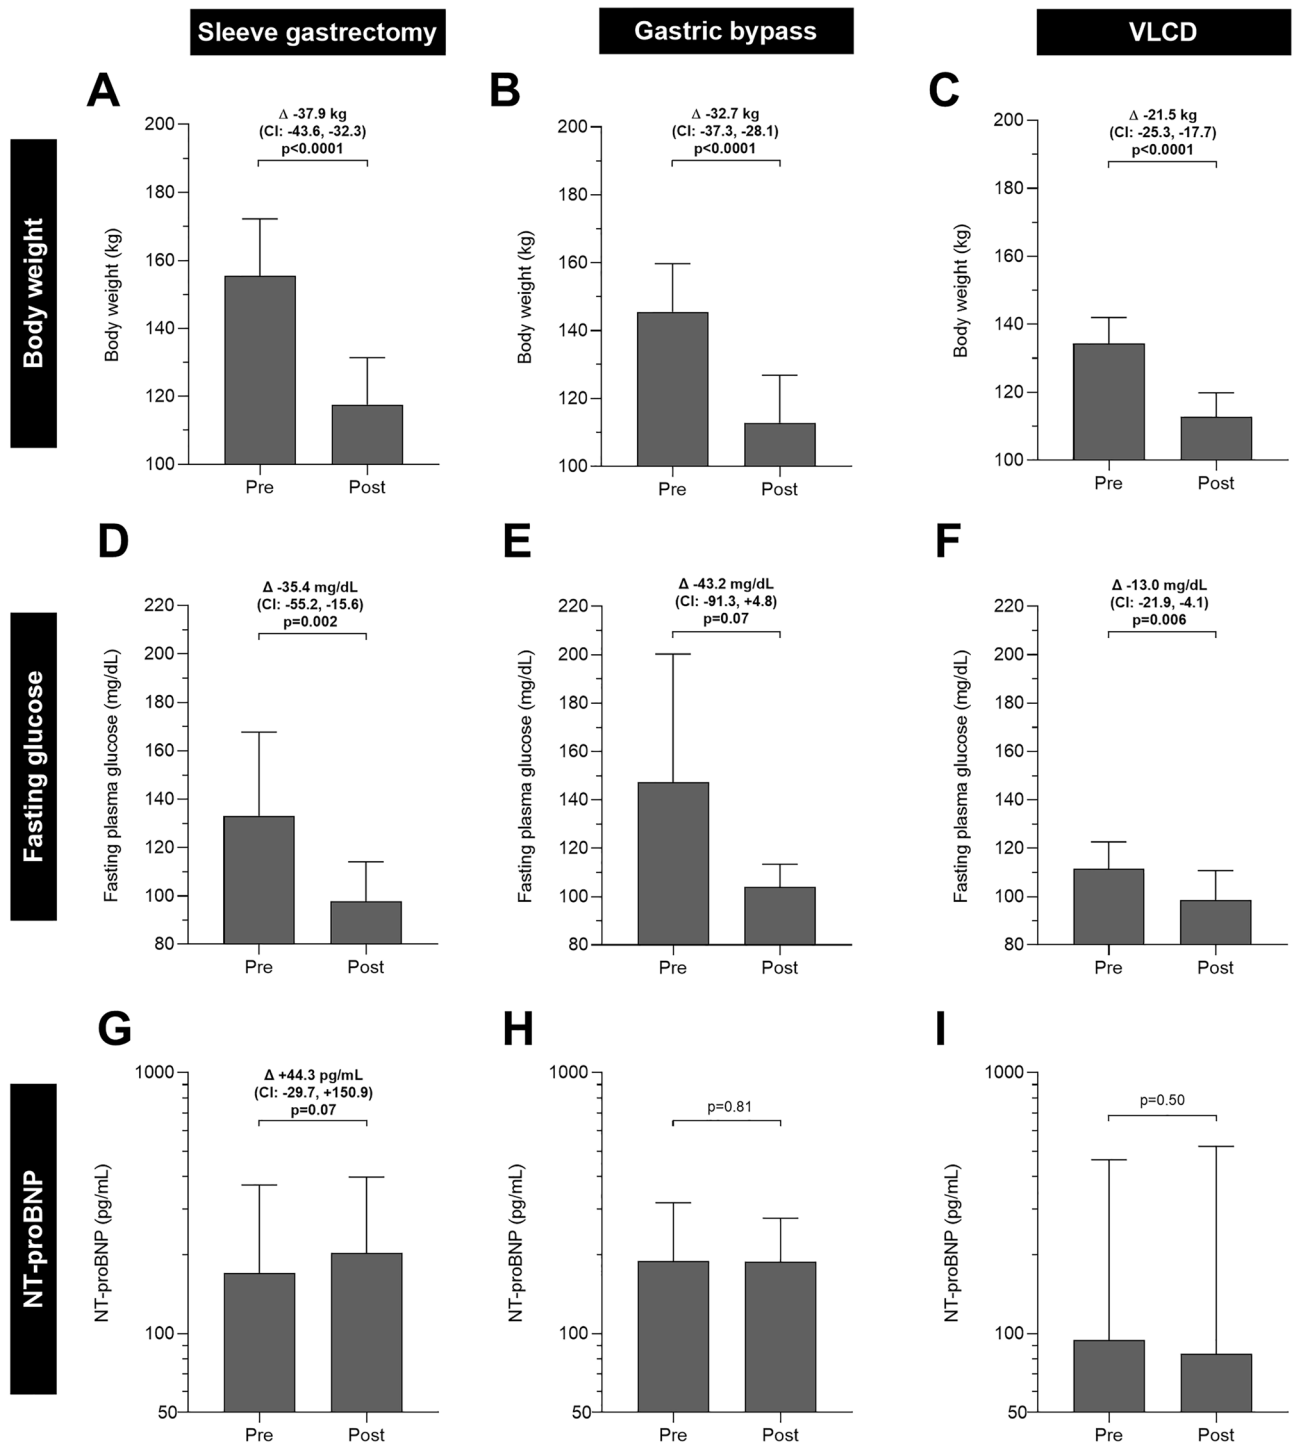 Sleeve gastrectomy
Gastric bypass
VLCD
Body weight
A
Δ -37.9 kg
(CI: -43.6, -32.3)
p<0.0001
Body weight (kg)
200
180
160
140
120
100
Pre
Post
B
Δ -32.7 kg
(CI: -37.3, -28.1)
p<0.0001
Body weight (kg)
200
180
160
140
120
100
Pre
Post
C
Δ -21.5 kg
(CI: -25.3, -17.7)
p<0.0001
Body weight (kg)
200
180
160
140
120
100
Pre
Post
Fasting glucose
D
Δ -35.4 mg/dL
(CI: -55.2, -15.6)
p=0.002
Fasting plasma glucose (mg/dL)
220
200
180
160
140
120
100
80
Pre
Post
E
Δ -43.2 mg/dL
(CI: -91.3, +4.8)
p=0.07
Fasting plasma glucose (mg/dL)
220
200
180
160
140
120
100
80
Pre
Post
F
Δ -13.0 mg/dL
(CI: -21.9, -4.1)
p=0.006
Fasting plasma glucose (mg/dL)
220
200
180
160
140
120
100
80
Pre
Post
NT-proBNP
G
Δ +44.3 pg/mL
(CI: -29.7, +150.9)
p=0.07
NT-proBNP (pg/mL)
1000
100
50
Pre
Post
H
p=0.81
NT-proBNP (pg/mL)
1000
100
50
Pre
Post
I
p=0.50
NT-proBNP (pg/mL)
1000
100
50
Pre
Post